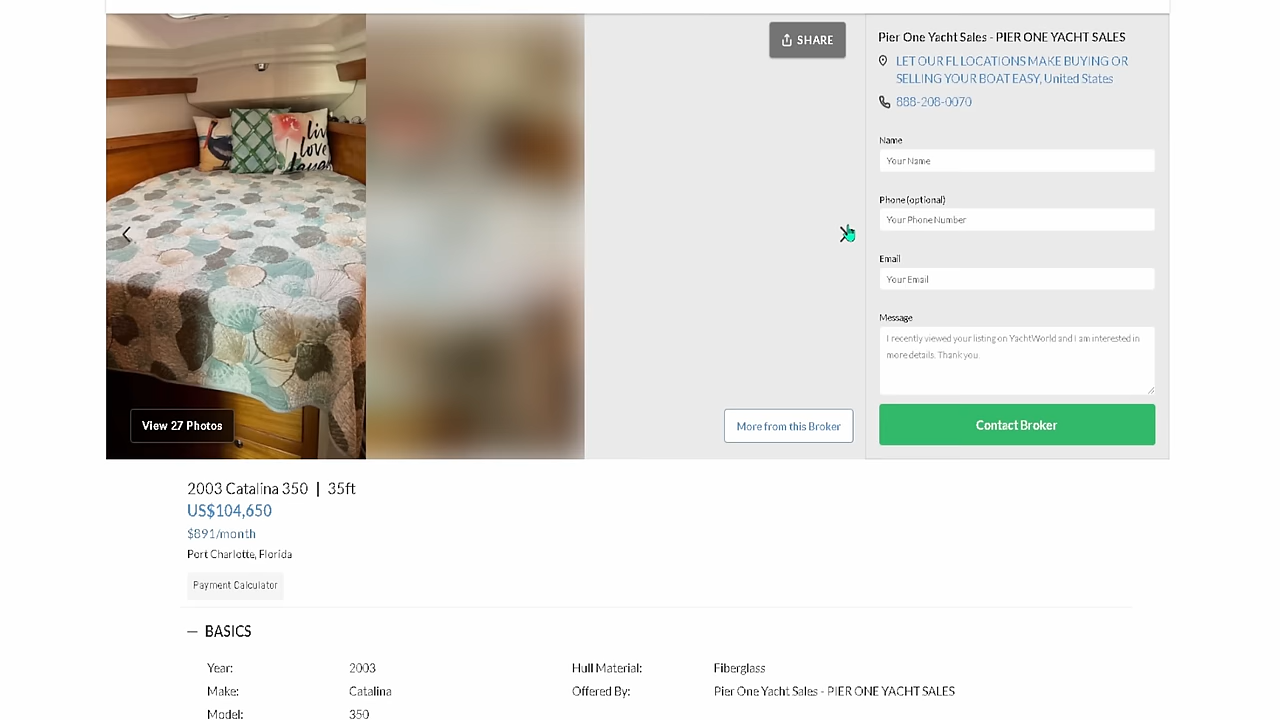 SHARE
live
love
laugh
View 27 Photos
More from this Broker
Pier One Yacht Sales - PIER ONE YACHT SALES
LET OUR FL LOCATIONS MAKE BUYING OR
SELLING YOUR BOAT EASY, United States
888-208-0070
Name
Your Name
Phone (optional)
Your Phone Number
Email
Your Email
Message
I recently viewed your listing on YachtWorld and I am interested in
more details. Thank you.
Contact Broker
2003 Catalina 350 | 35ft
US$104,650
$891/month
Port Charlotte, Florida
Payment Calculator
— BASICS
Year: 2003 Hull Material: Fiberglass
Make: Catalina Offered By: Pier One Yacht Sales - PIER ONE YACHT SALES
Model: 350